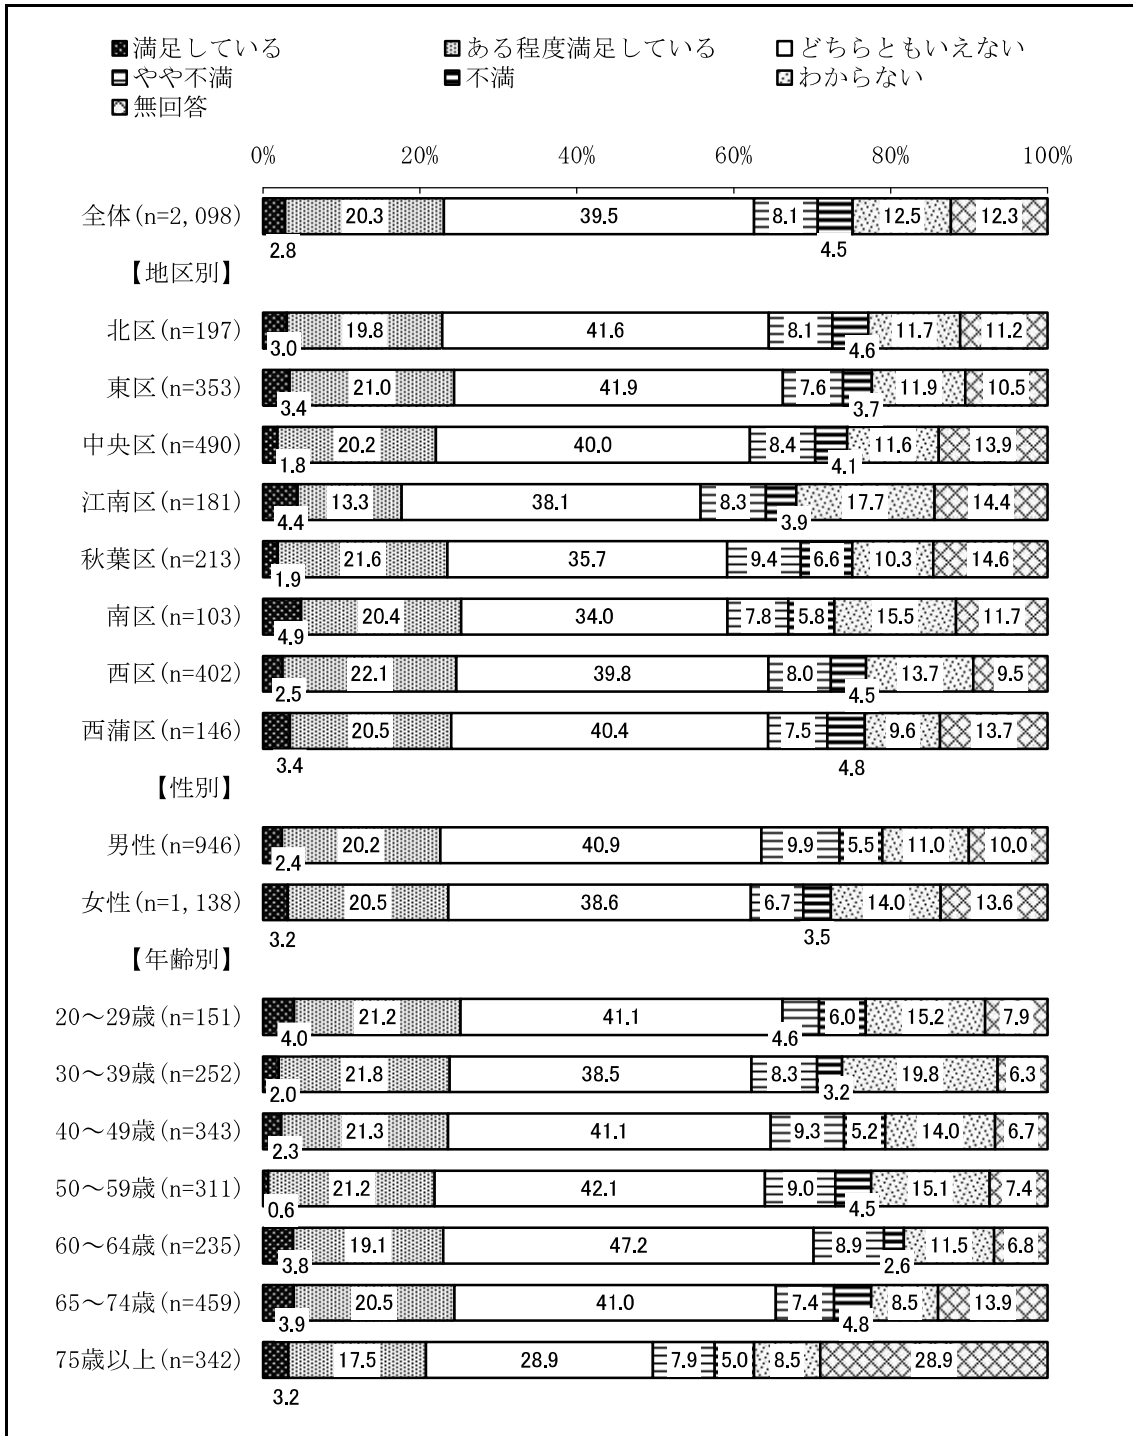 満足している ある程度満足している どちらともいえない
やや不満 不満 わからない
無回答
0% 20% 40% 60% 80% 100%
全体(n=2,098) 20.3 39.5 8.1 12.5 12.3
2.8 4.5
【地区別】
北区(n=197) 3.0 19.8 41.6 8.1 4.6 11.7 11.2
東区(n=353) 3.4 21.0 41.9 7.6 3.7 11.9 10.5
中央区(n=490) 1.8 20.2 40.0 8.4 4.1 11.6 13.9
江南区(n=181) 4.4 13.3 38.1 8.3 3.9 17.7 14.4
秋葉区(n=213) 1.9 21.6 35.7 9.4 6.6 10.3 14.6
南区(n=103) 4.9 20.4 34.0 7.8 5.8 15.5 11.7
西区(n=402) 2.5 22.1 39.8 8.0 4.5 13.7 9.5
西蒲区(n=146) 20.5 40.4 7.5 9.6 13.7
3.4 4.8
【性別】
男性(n=946) 2.4 20.2 40.9 9.9 5.5 11.0 10.0
女性(n=1,138) 20.5 38.6 6.7 14.0 13.6
3.2 3.5
【年齢別】
20～29歳(n=151) 4.0 21.2 41.1 4.6 6.0 15.2 7.9
30～39歳(n=252) 2.0 21.8 38.5 8.3 3.2 19.8 6.3
40～49歳(n=343) 2.3 21.3 41.1 9.3 5.2 14.0 6.7
50～59歳(n=311) 0.6 21.2 42.1 9.0 4.5 15.1 7.4
60～64歳(n=235) 3.8 19.1 47.2 8.9 2.6 11.5 6.8
65～74歳(n=459) 3.9 20.5 41.0 7.4 4.8 8.5 13.9
75歳以上(n=342) 17.5 28.9 7.9 5.0 8.5 28.9
3.2